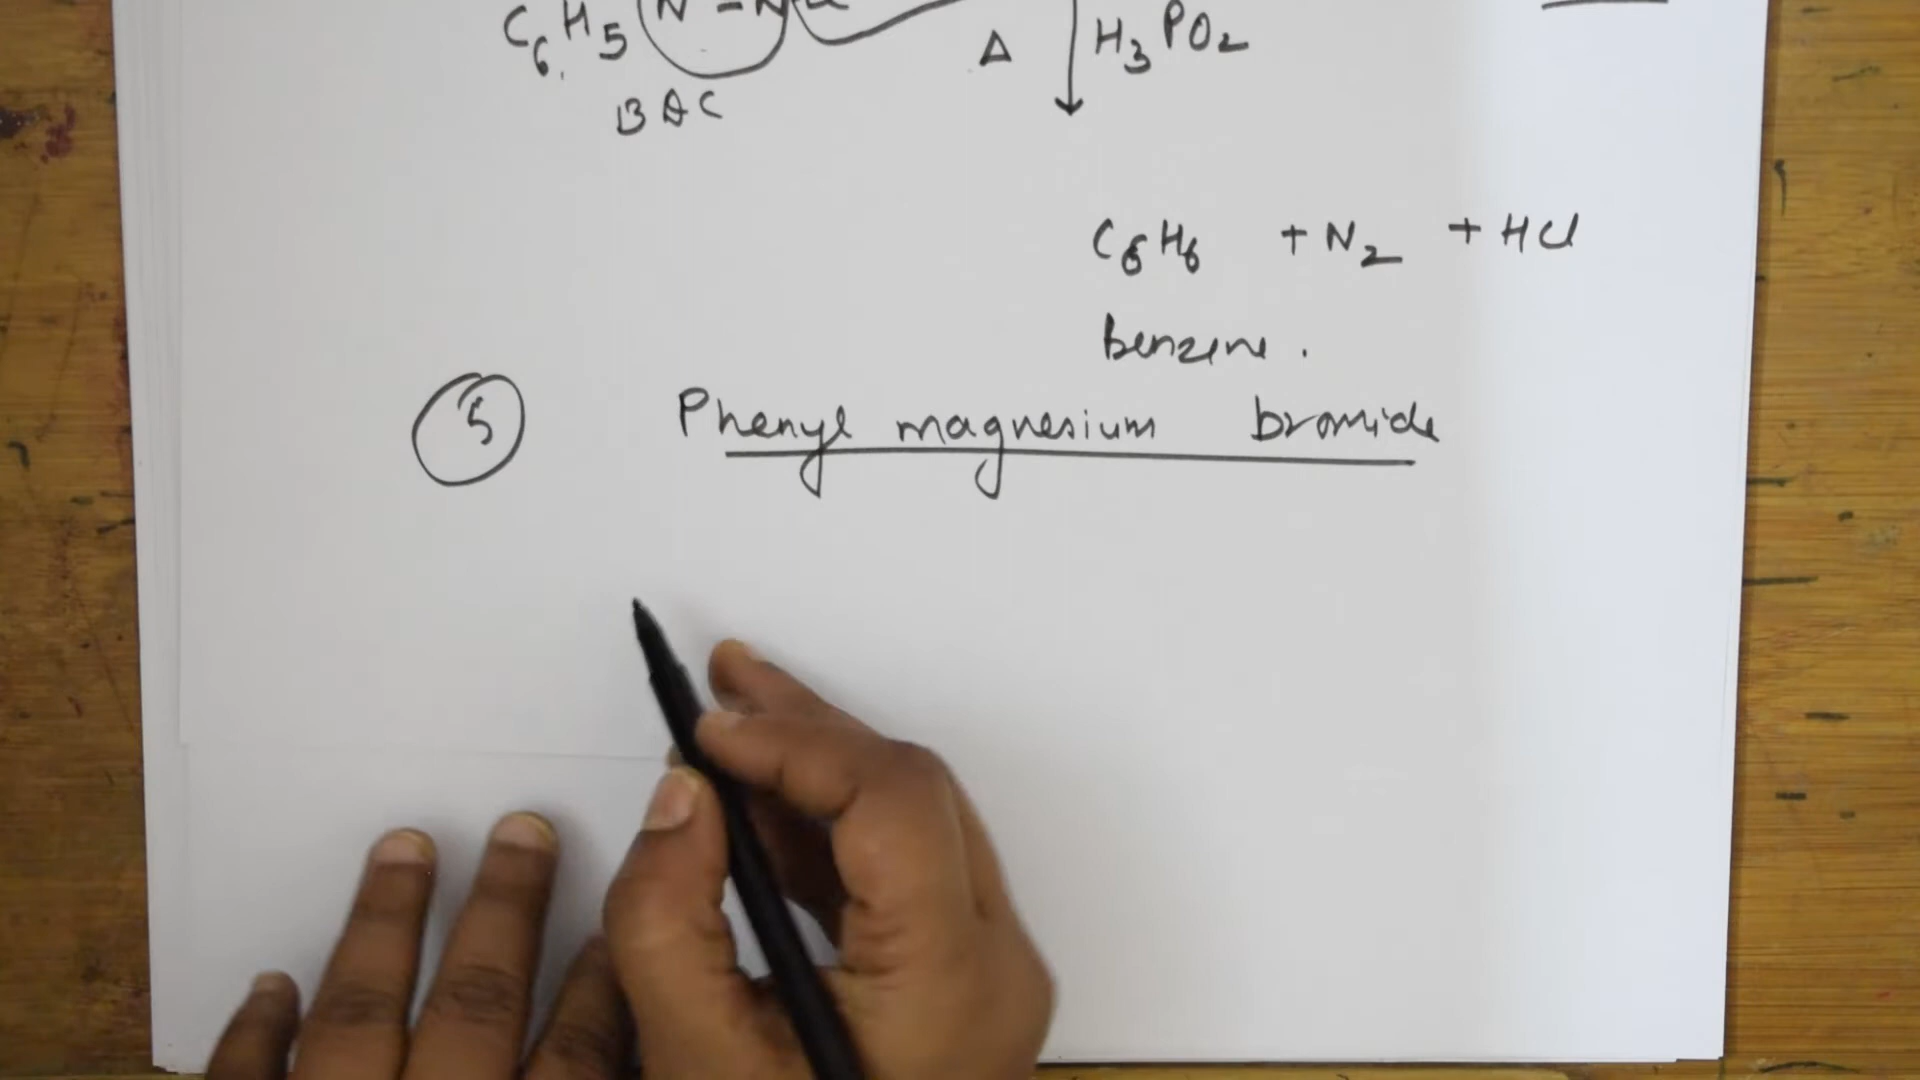 C6H5 N=N Δ H3PO2
BDC
C6H6 + N2 + HCl
benzene.
5 Phenyl magnesium bromide